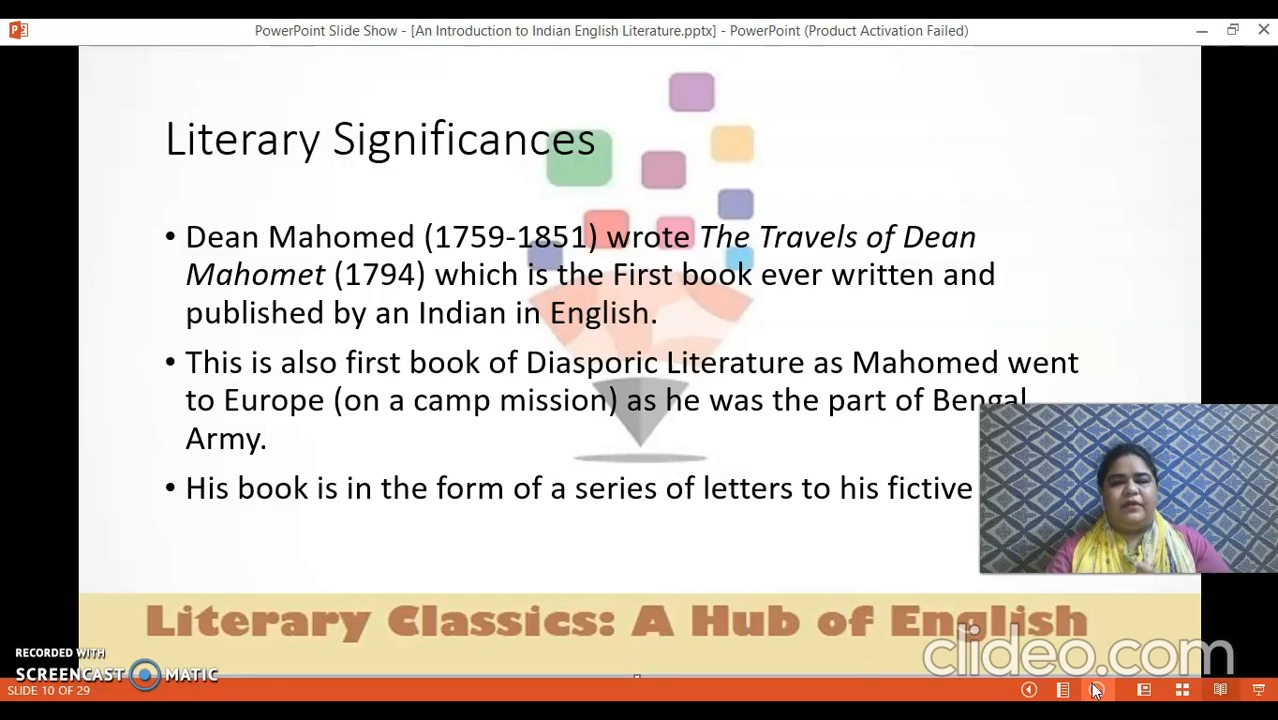 PowerPoint Slide Show - [An Introduction to Indian English Literature.pptx] - PowerPoint (Product Activation Failed)
Literary Significances
• Dean Mahomed (1759-1851) wrote The Travels of Dean
Mahomet (1794) which is the First book ever written and
published by an Indian in English.
• This is also first book of Diasporic Literature as Mahomed went
to Europe (on a camp mission) as he was the part of Bengal
Army.
• His book is in the form of a series of letters to his fictive
Literary Classics: A Hub of English
clideo.com
RECORDED WITH
SCREENCAST MATIC
SLIDE 10 OF 29